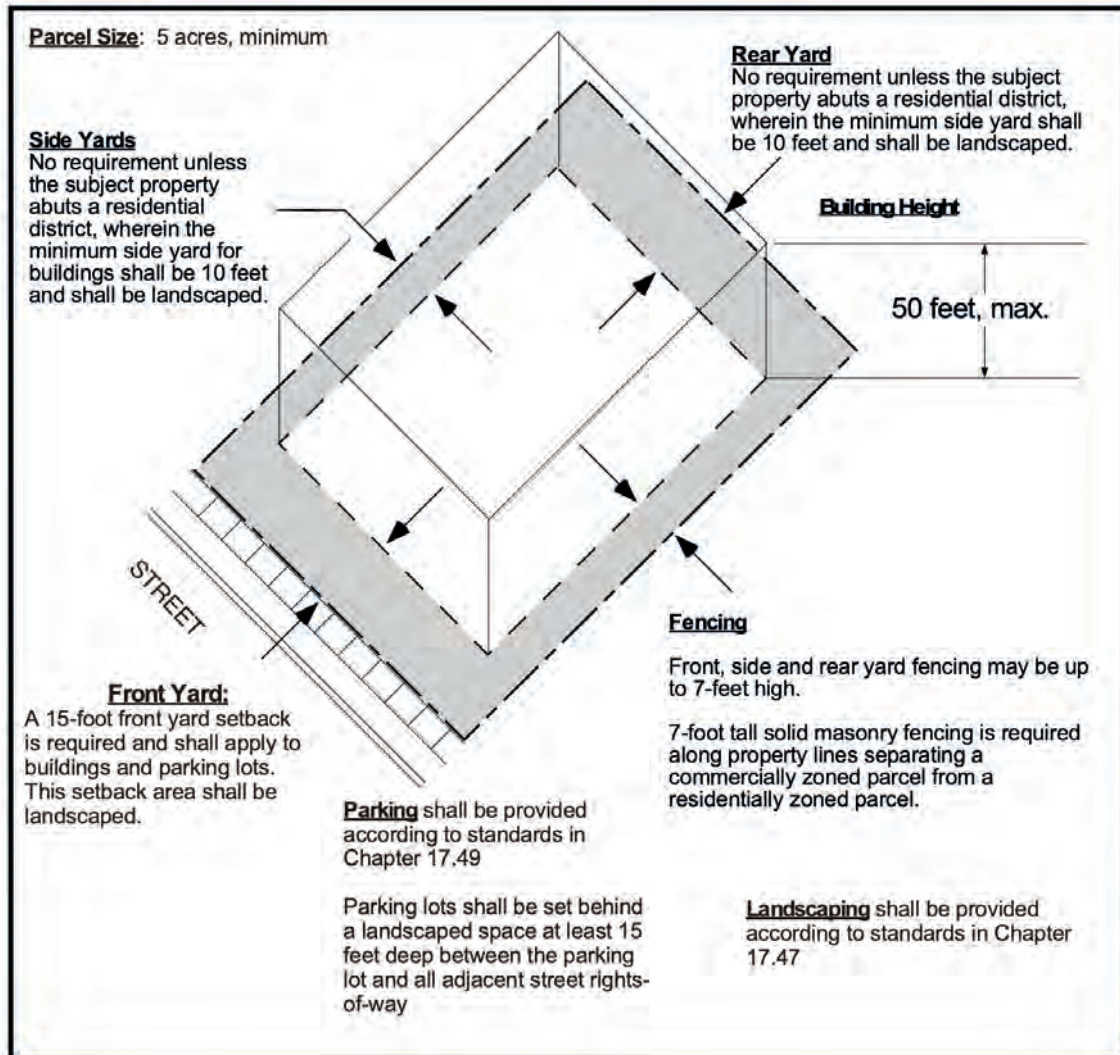 Parcel Size: 5 acres, minimum
Rear Yard
No requirement unless the subject
property abuts a residential district,
wherein the minimum side yard shall
be 10 feet and shall be landscaped.
Side Yards
No requirement unless
the subject property
abuts a residential
district, wherein the
minimum side yard for
buildings shall be 10 feet
and shall be landscaped.
Building Height
50 feet, max.
STREET
Fencing
Front, side and rear yard fencing may be up
to 7-feet high.
7-foot tall solid masonry fencing is required
along property lines separating a
commercially zoned parcel from a
residentially zoned parcel.
Front Yard:
A 15-foot front yard setback
is required and shall apply to
buildings and parking lots.
This setback area shall be
landscaped.
Parking shall be provided
according to standards in
Chapter 17.49
Parking lots shall be set behind
a landscaped space at least 15
feet deep between the parking
lot and all adjacent street rights-
of-way
Landscaping shall be provided
according to standards in Chapter
17.47